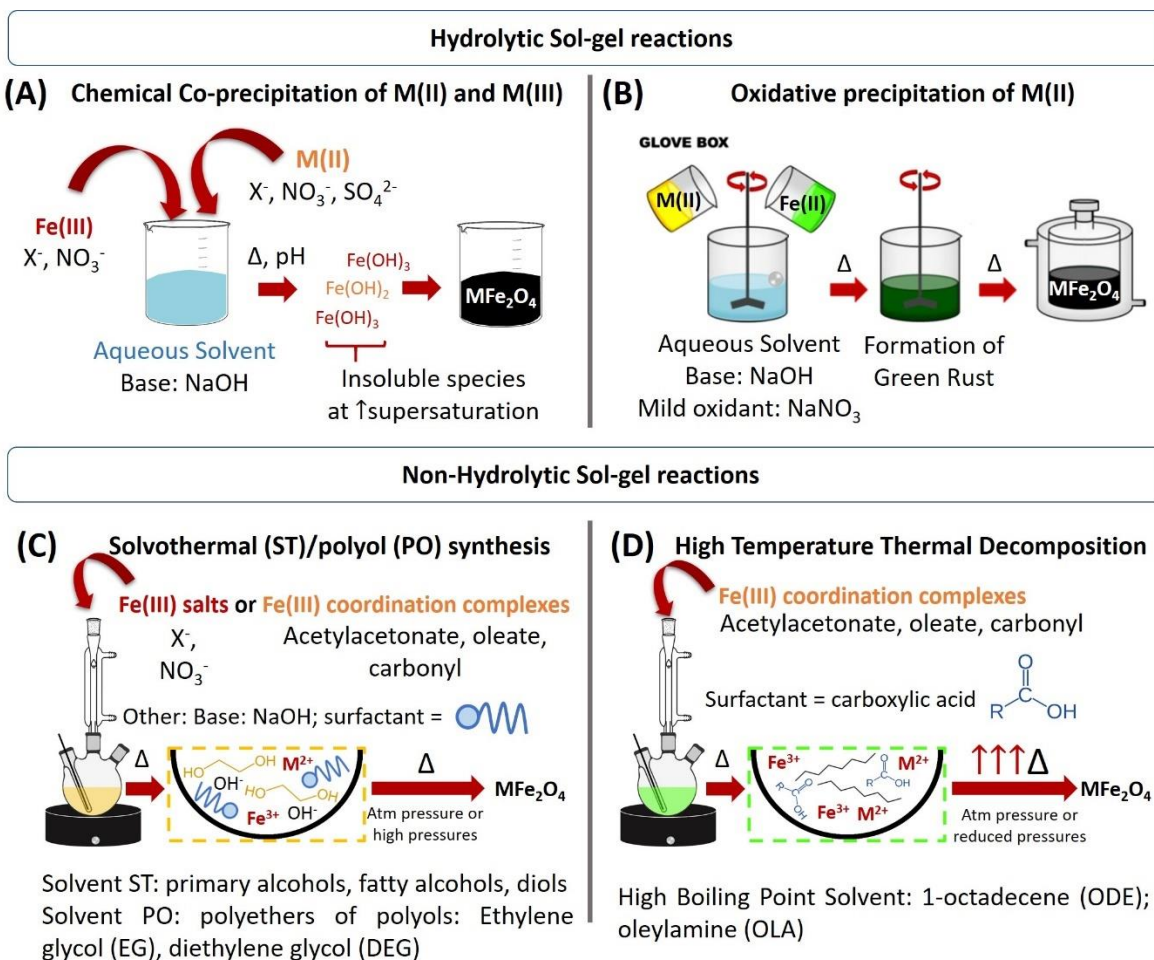 Hydrolytic Sol-gel reactions
(A) Chemical Co-precipitation of M(II) and M(III)
M(II)
X⁻, NO₃⁻, SO₄²⁻
Fe(III)
X⁻, NO₃⁻
Δ, pH
Fe(OH)₃
Fe(OH)₂
Fe(OH)₃
MFe₂O₄
Aqueous Solvent
Base: NaOH
Insoluble species
at ↑supersaturation
(B) Oxidative precipitation of M(II)
GLOVE BOX
M(II)
Fe(II)
Δ
Δ
MFe₂O₄
Aqueous Solvent
Base: NaOH
Mild oxidant: NaNO₃
Formation of
Green Rust
Non-Hydrolytic Sol-gel reactions
(C) Solvothermal (ST)/polyol (PO) synthesis
Fe(III) salts or Fe(III) coordination complexes
X⁻,
NO₃⁻
Acetylacetonate, oleate,
carbonyl
Other: Base: NaOH; surfactant =
Δ
HO
OH
M²⁺
OH⁻
HO
OH
Fe³⁺
OH⁻
Δ
Atm pressure or
high pressures
MFe₂O₄
Solvent ST: primary alcohols, fatty alcohols, diols
Solvent PO: polyethers of polyols: Ethylene
glycol (EG), diethylene glycol (DEG)
(D) High Temperature Thermal Decomposition
Fe(III) coordination complexes
Acetylacetonate, oleate, carbonyl
Surfactant = carboxylic acid
O
C
R
OH
Δ
Fe³⁺
O
M²⁺
R
C
OH
R
C
O
OH
Fe³⁺
M²⁺
↑↑↑Δ
Atm pressure or
reduced pressures
MFe₂O₄
High Boiling Point Solvent: 1-octadecene (ODE);
oleylamine (OLA)